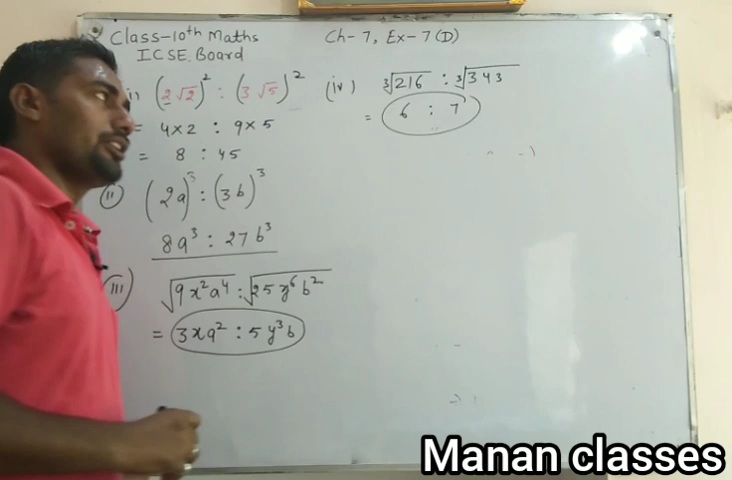 Class-10th Maths
Ch-7, Ex-7(D)
ICSE Board
i) (2√2)² : (3√5)²
= 4×2 : 9×5
= 8 : 45
(ii) (2a)³ : (3b)³
8a³ : 27b³
(iii) √9x²a⁴ : √25y⁶b²
= 3xa² : 5y³b
(iv) ³√216 : ³√343
= 6 : 7
Manan classes